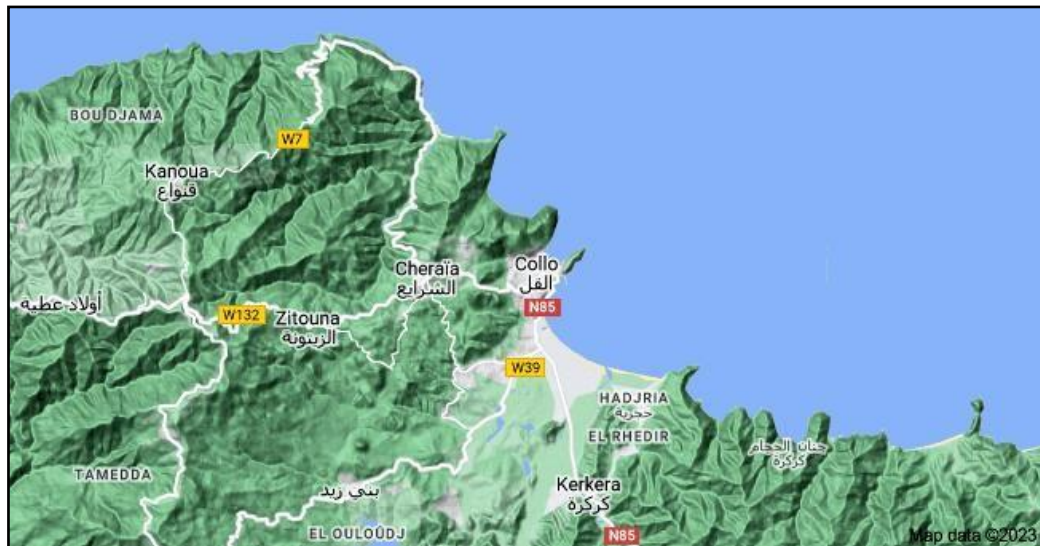 BOU DJAMA
W7
Kanoua
قنواع
Cheraïa
الشرايع
Collo
القل
أولاد عطية
W132
Zitouna
الزيتونة
N85
W39
HADJRIA
حجرية
EL RHEDIR
جنان الحجام
كركرة
TAMEDDA
بني زيد
Kerkera
كركرة
EL OULOÛDJ
N85
Map data ©2023